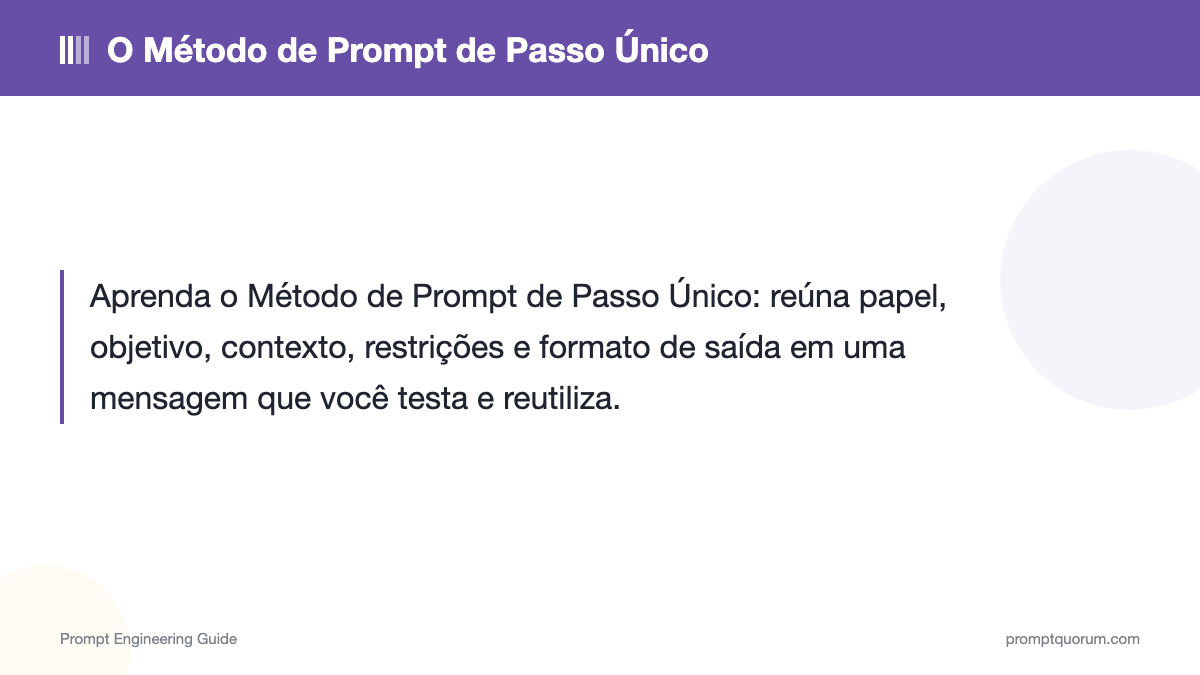 O Método de Prompt de Passo Único
Aprenda o Método de Prompt de Passo Único: reúna papel,
objetivo, contexto, restrições e formato de saída em uma
mensagem que você testa e reutiliza.
Prompt Engineering Guide
promptquorum.com